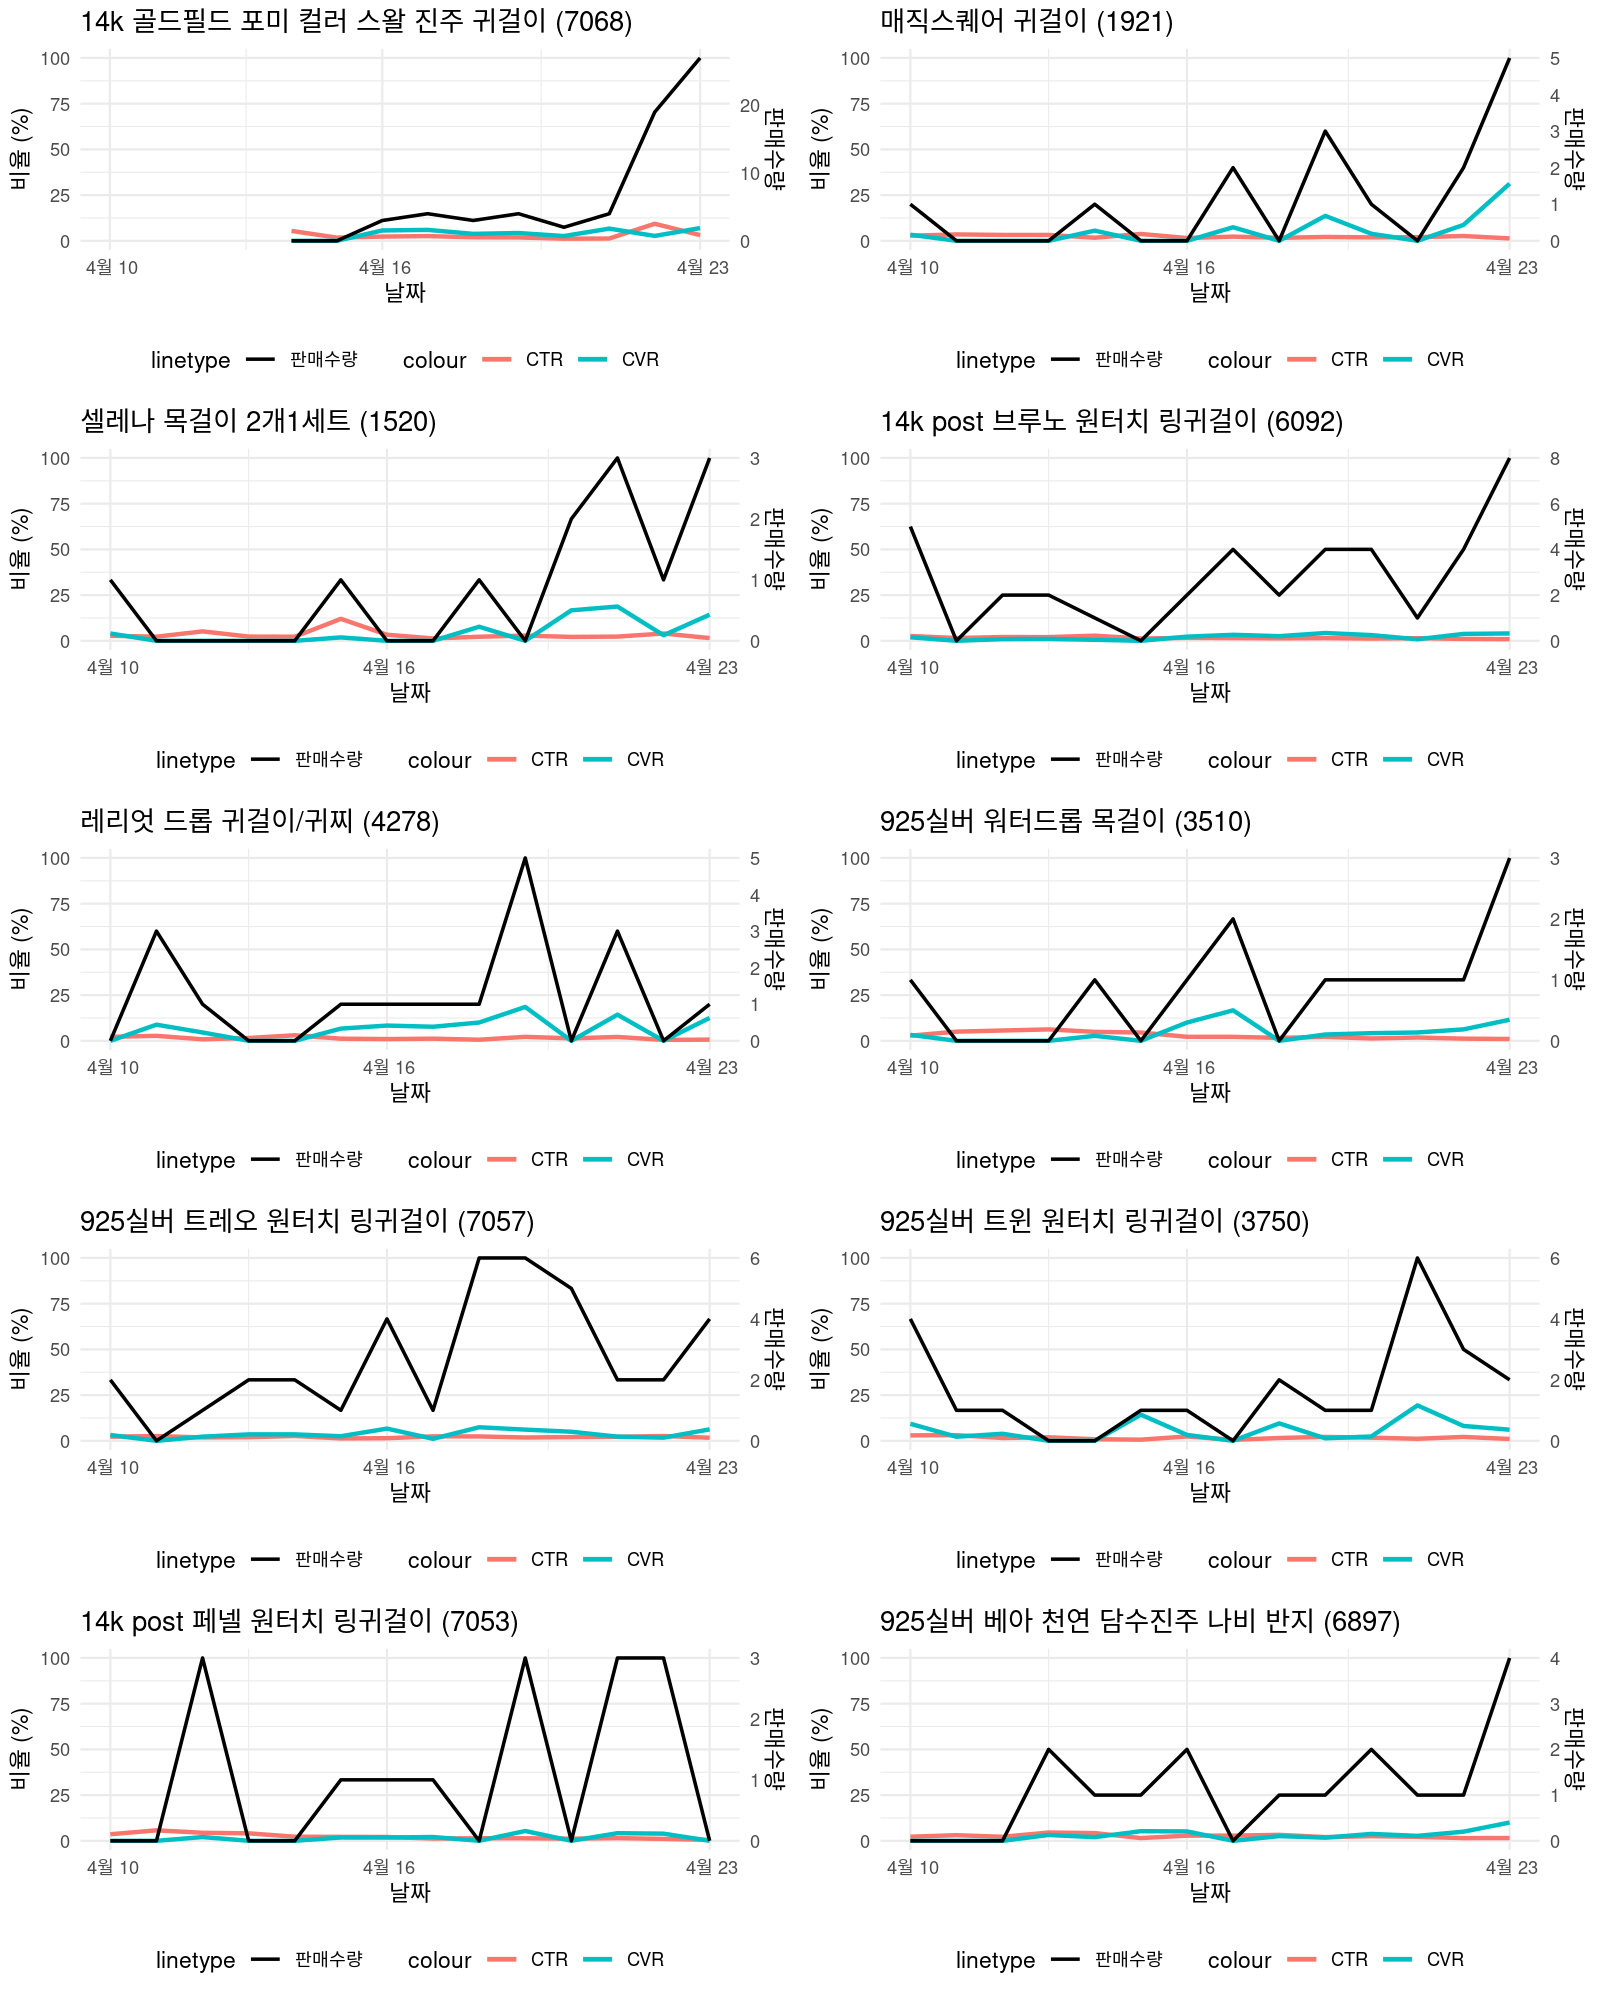 14k 골드필드 포미 컬러 스왈 진주 귀걸이 (7068)
100
75
50
25
0
비율 (%)
20
10
0
판매수량
4월 10
4월 16
4월 23
날짜
linetype 판매수량 colour CTR CVR
매직스퀘어 귀걸이 (1921)
100
75
50
25
0
비율 (%)
5
4
3
2
1
0
판매수량
4월 10
4월 16
4월 23
날짜
linetype 판매수량 colour CTR CVR
셀레나 목걸이 2개1세트 (1520)
100
75
50
25
0
비율 (%)
3
2
1
0
판매수량
4월 10
4월 16
4월 23
날짜
linetype 판매수량 colour CTR CVR
14k post 브루노 원터치 링귀걸이 (6092)
100
75
50
25
0
비율 (%)
8
6
4
2
0
판매수량
4월 10
4월 16
4월 23
날짜
linetype 판매수량 colour CTR CVR
레리엇 드롭 귀걸이/귀찌 (4278)
100
75
50
25
0
비율 (%)
5
4
3
2
1
0
판매수량
4월 10
4월 16
4월 23
날짜
linetype 판매수량 colour CTR CVR
925실버 워터드롭 목걸이 (3510)
100
75
50
25
0
비율 (%)
3
2
1
0
판매수량
4월 10
4월 16
4월 23
날짜
linetype 판매수량 colour CTR CVR
925실버 트레오 원터치 링귀걸이 (7057)
100
75
50
25
0
비율 (%)
6
4
2
0
판매수량
4월 10
4월 16
4월 23
날짜
linetype 판매수량 colour CTR CVR
925실버 트윈 원터치 링귀걸이 (3750)
100
75
50
25
0
비율 (%)
6
4
2
0
판매수량
4월 10
4월 16
4월 23
날짜
linetype 판매수량 colour CTR CVR
14k post 페넬 원터치 링귀걸이 (7053)
100
75
50
25
0
비율 (%)
3
2
1
0
판매수량
4월 10
4월 16
4월 23
날짜
linetype 판매수량 colour CTR CVR
925실버 베아 천연 담수진주 나비 반지 (6897)
100
75
50
25
0
비율 (%)
4
3
2
1
0
판매수량
4월 10
4월 16
4월 23
날짜
linetype 판매수량 colour CTR CVR